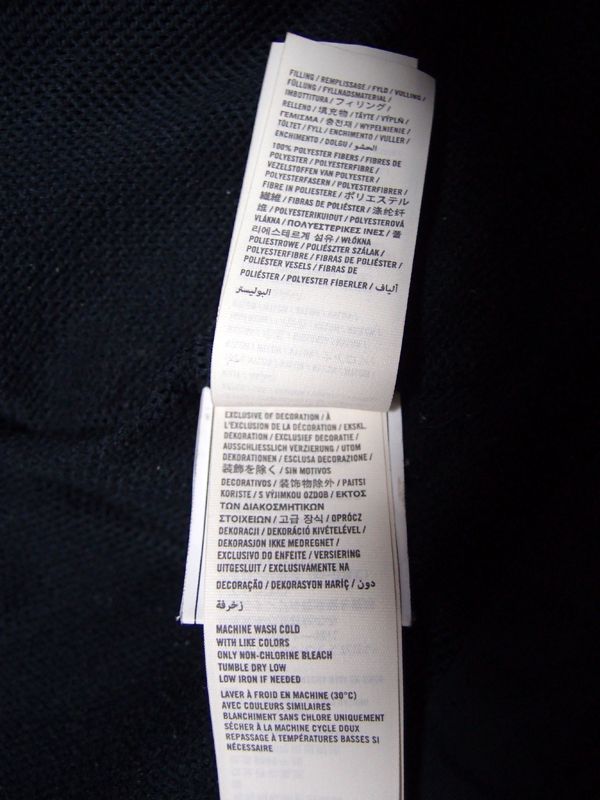 FILLING / REMPLISSAGE / FYLD / VULLING /
FÜLLUNG / FYLLNADSMATERIAL /
IMBOTTITURA / フィリング /
RELLENO / 填充物 / TÄYTE / VÝPLŇ /
ΓΕΜΙΣΜΑ / 충전재 / WYPEŁNIENIE /
TÖLTET / FYLL / ENCHIMENTO / VULLER /
ENCHIMENTO / DOLGU / الحشو
100% POLYESTER FIBERS / FIBRES DE
POLYESTER / POLYESTERFIBRE /
VEZELSTOFFEN VAN POLYESTER /
POLYESTERFASERN / POLYESTERFIBRER /
FIBRE IN POLIESTERE / ポリエステル
繊維 / FIBRAS DE POLIÉSTER / 涤纶纤
维 / POLYESTERIKUIDUT / POLYESTEROVÁ
VLÁKNA / ΠΟΛΥΕΣΤΕΡΙΚΕΣ ΙΝΕΣ / 폴
리에스테르계 섬유 / WŁÓKNA
POLIESTROWE / POLIÉSZTER SZÁLAK /
POLYESTERFIBRE / FIBRAS DE POLIÉSTER /
POLIÉSTER VESELS / FIBRAS DE
POLIÉSTER / POLYESTER FİBERLER / ألياف
البوليستر
EXCLUSIVE OF DECORATION / À
L'EXCLUSION DE LA DÉCORATION / EKSKL.
DEKORATION / EXCLUSIEF DECORATIE /
AUSSCHLIESSLICH VERZIERUNG / UTOM
DEKORATIONEN / ESCLUSA DECORAZIONE /
装飾を除く / SIN MOTIVOS
DECORATIVOS / 装饰物除外 / PAITSI
KORISTE / S VÝJIMKOU OZDOB / ΕΚΤΟΣ
ΤΩΝ ΔΙΑΚΟΣΜΗΤΙΚΩΝ
ΣΤΟΙΧΕΙΩΝ / 고급 장식 / OPRÓCZ
DEKORACJI / DEKORÁCIÓ KIVÉTELÉVEL /
DEKORASJON IKKE MEDREGNET /
EXCLUSIVO DO ENFEITE / VERSIERING
UITGESLUIT / EXCLUSIVAMENTE NA
DECORAÇÃO / DEKORASYON HARİÇ / دون
زخرفة
MACHINE WASH COLD
WITH LIKE COLORS
ONLY NON-CHLORINE BLEACH
TUMBLE DRY LOW
LOW IRON IF NEEDED
LAVER À FROID EN MACHINE (30°C)
AVEC COULEURS SIMILAIRES
BLANCHIMENT SANS CHLORE UNIQUEMENT
SÉCHER À LA MACHINE CYCLE DOUX
REPASSAGE À TEMPÉRATURES BASSES SI
NÉCESSAIRE